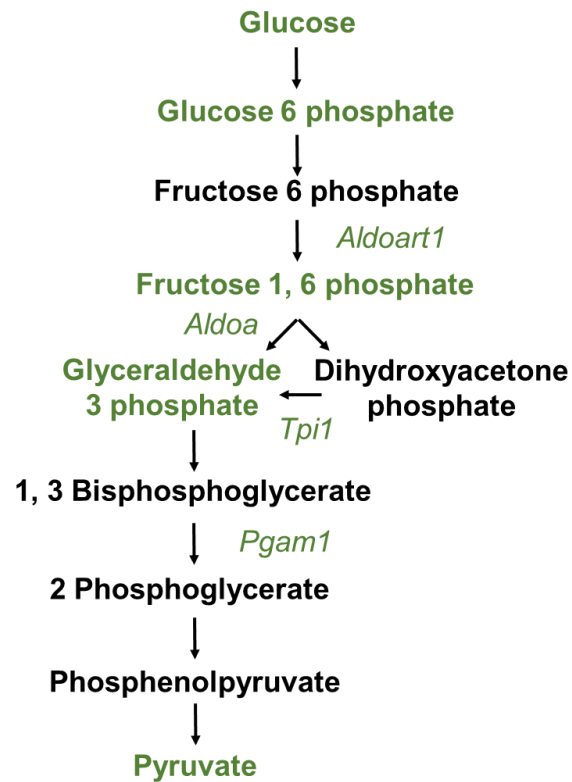 Glucose
Glucose 6 phosphate
Fructose 6 phosphate
Aldoart1
Fructose 1, 6 phosphate
Aldoa
Glyceraldehyde
3 phosphate
Dihydroxyacetone
phosphate
Tpi1
1, 3 Bisphosphoglycerate
Pgam1
2 Phosphoglycerate
Phosphenolpyruvate
Pyruvate